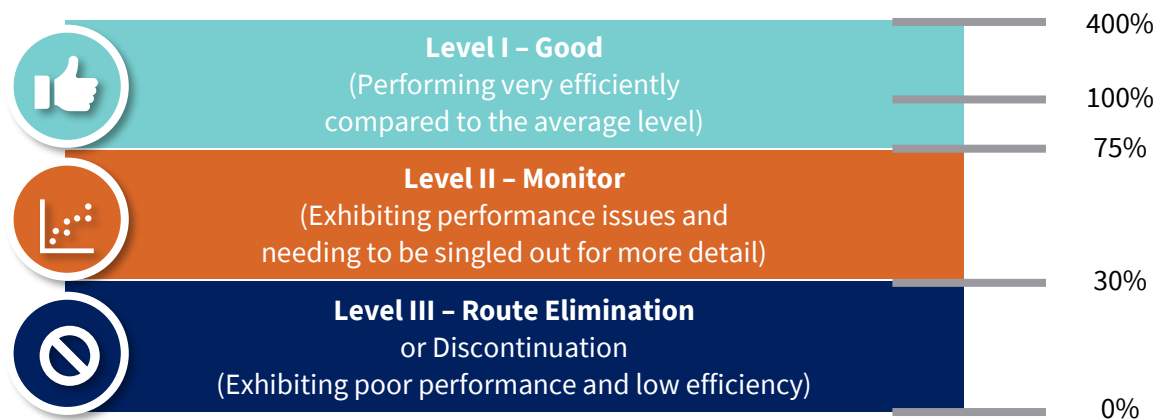 400%
Level I – Good
(Performing very efficiently
100%
compared to the average level)
75%
Level II – Monitor
(Exhibiting performance issues and
needing to be singled out for more detail)
30%
Level III – Route Elimination
or Discontinuation
(Exhibiting poor performance and low efficiency)
0%